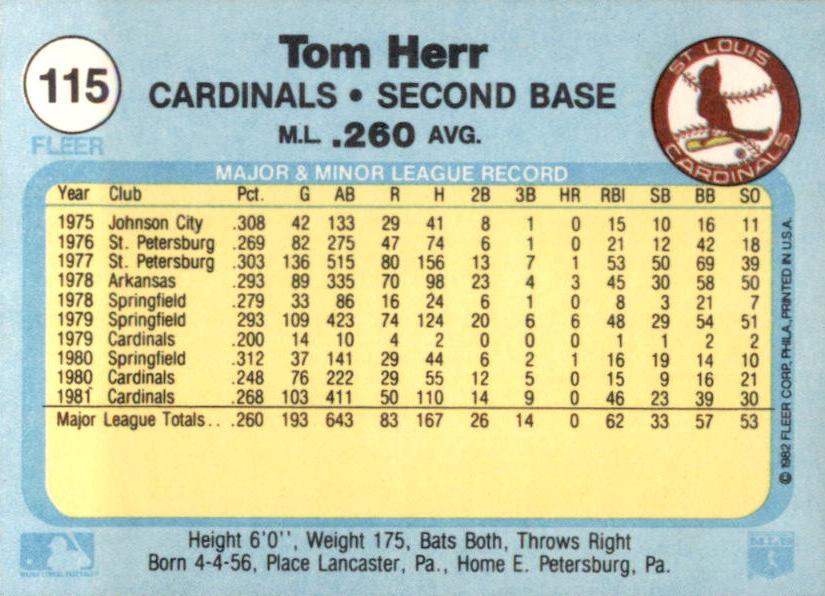 115
FLEER
Tom Herr
CARDINALS • SECOND BASE
M.L. .260 AVG.
ST LOUIS
CARDINALS
MAJOR & MINOR LEAGUE RECORD
Year Club Pct. G AB R H 2B 3B HR RBI SB BB SO
1975 Johnson City .308 42 133 29 41 8 1 0 15 10 16 11
1976 St. Petersburg .269 82 275 47 74 6 1 0 21 12 42 18
1977 St. Petersburg .303 136 515 80 156 13 7 1 53 50 69 39
1978 Arkansas .293 89 335 70 98 23 4 3 45 30 58 50
1978 Springfield .279 33 86 16 24 6 1 0 8 3 21 7
1979 Springfield .293 109 423 74 124 20 6 6 48 29 54 51
1979 Cardinals .200 14 10 4 2 0 0 0 1 1 2 2
1980 Springfield .312 37 141 29 44 6 2 1 16 19 14 10
1980 Cardinals .248 76 222 29 55 12 5 0 15 9 16 21
1981 Cardinals .268 103 411 50 110 14 9 0 46 23 39 30
Major League Totals . . .260 193 643 83 167 26 14 0 62 33 57 53
© 1982 FLEER CORP, PHILA, PRINTED IN U.S.A.
Height 6'0'', Weight 175, Bats Both, Throws Right
Born 4-4-56, Place Lancaster, Pa., Home E. Petersburg, Pa.